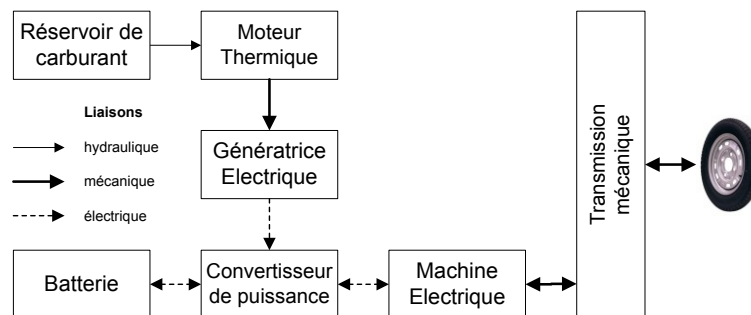 Réservoir de
carburant
Moteur
Thermique
Liaisons
hydraulique
mécanique
électrique
Génératrice
Electrique
Batterie
Convertisseur
de puissance
Machine
Electrique
Transmission
mécanique